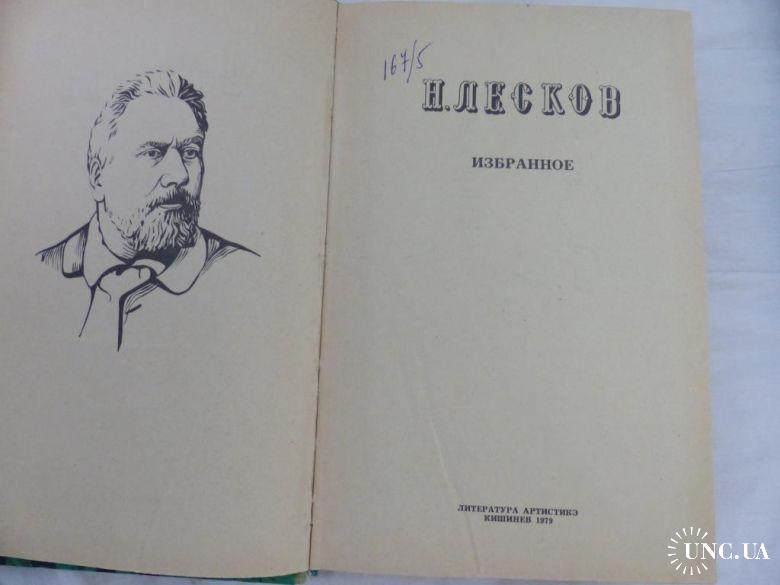 167/5
Н.ЛЕСКОВ
ИЗБРАННОЕ
ЛИТЕРАТУРА АРТИСТИКЭ
КИШИНЕВ 1979
UNC.UA